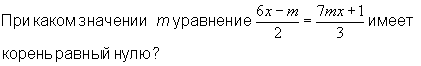 При каком значении m уравнение (6x − m)/2 = (7mx + 1)/3 имеет
корень равный нулю?